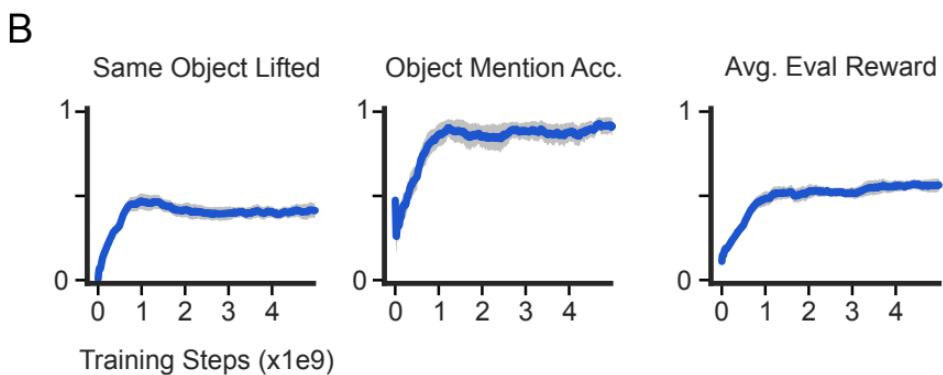 B
Same Object Lifted
Object Mention Acc.
Avg. Eval Reward
1
0
0 1 2 3 4
1
0
0 1 2 3 4
1
0
0 1 2 3 4
Training Steps (x1e9)